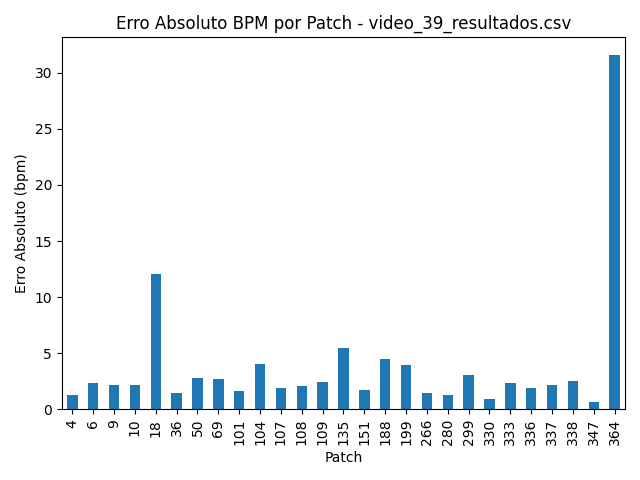 Erro Absoluto BPM por Patch - video_39_resultados.csv
Erro Absoluto (bpm)
30
25
20
15
10
5
0
4 6 9 10 18 36 50 69 101 104 107 108 109 135 151 188 199 266 280 299 330 333 336 337 338 347 364
Patch